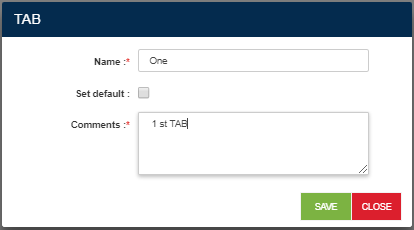 TAB
Name :* One
Set default :
Comments :* 1 st TAB
SAVE CLOSE